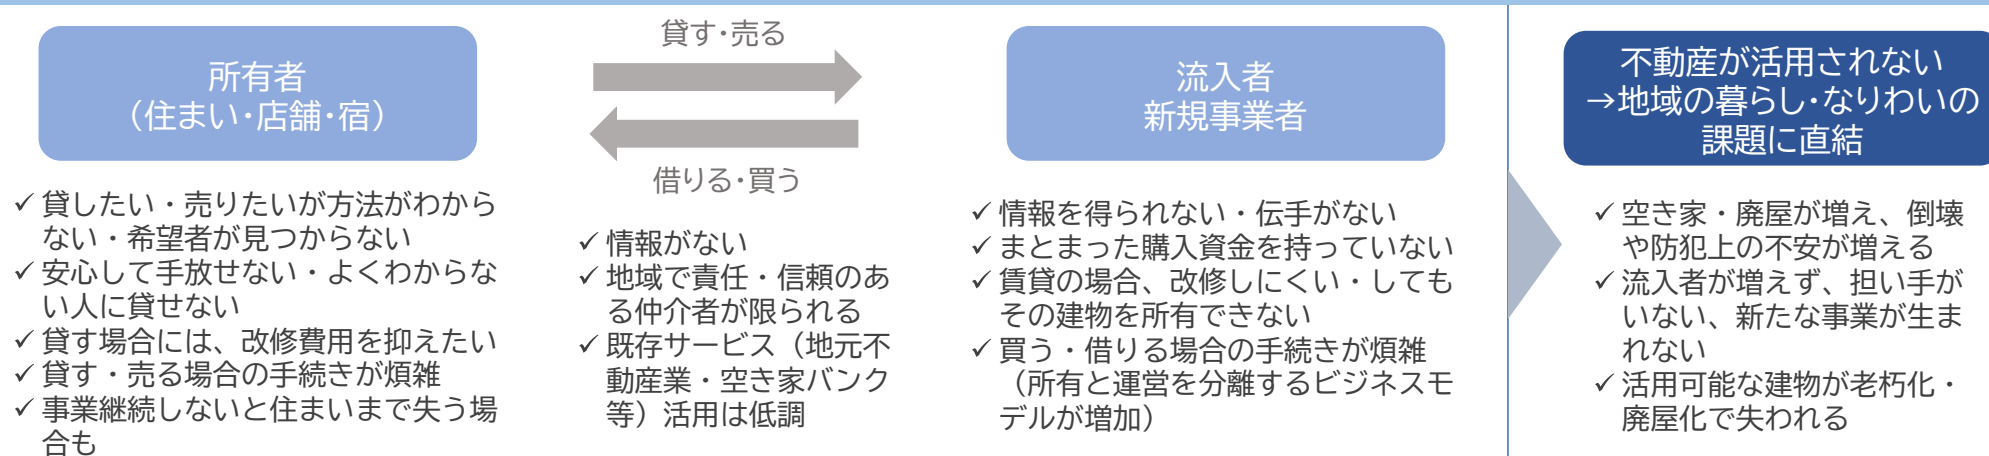 所有者
（住まい・店舗・宿）
✓ 貸したい・売りたいが方法がわから
ない・希望者が見つからない
✓ 安心して手放せない・よくわからな
い人に貸せない
✓ 貸す場合には、改修費用を抑えたい
✓ 貸す・売る場合の手続きが煩雑
✓ 事業継続しないと住まいまで失う場
合も
貸す・売る
借りる・買う
✓ 情報がない
✓ 地域で責任・信頼のあ
る仲介者が限られる
✓ 既存サービス（地元不
動産業・空き家バンク
等）活用は低調
流入者
新規事業者
✓ 情報を得られない・伝手がない
✓ まとまった購入資金を持っていない
✓ 賃貸の場合、改修しにくい・しても
その建物を所有できない
✓ 買う・借りる場合の手続きが煩雑
（所有と運営を分離するビジネスモ
デルが増加）
不動産が活用されない
→地域の暮らし・なりわいの
課題に直結
✓ 空き家・廃屋が増え、倒壊
や防犯上の不安が増える
✓ 流入者が増えず、担い手が
いない、新たな事業が生ま
れない
✓ 活用可能な建物が老朽化・
廃屋化で失われる